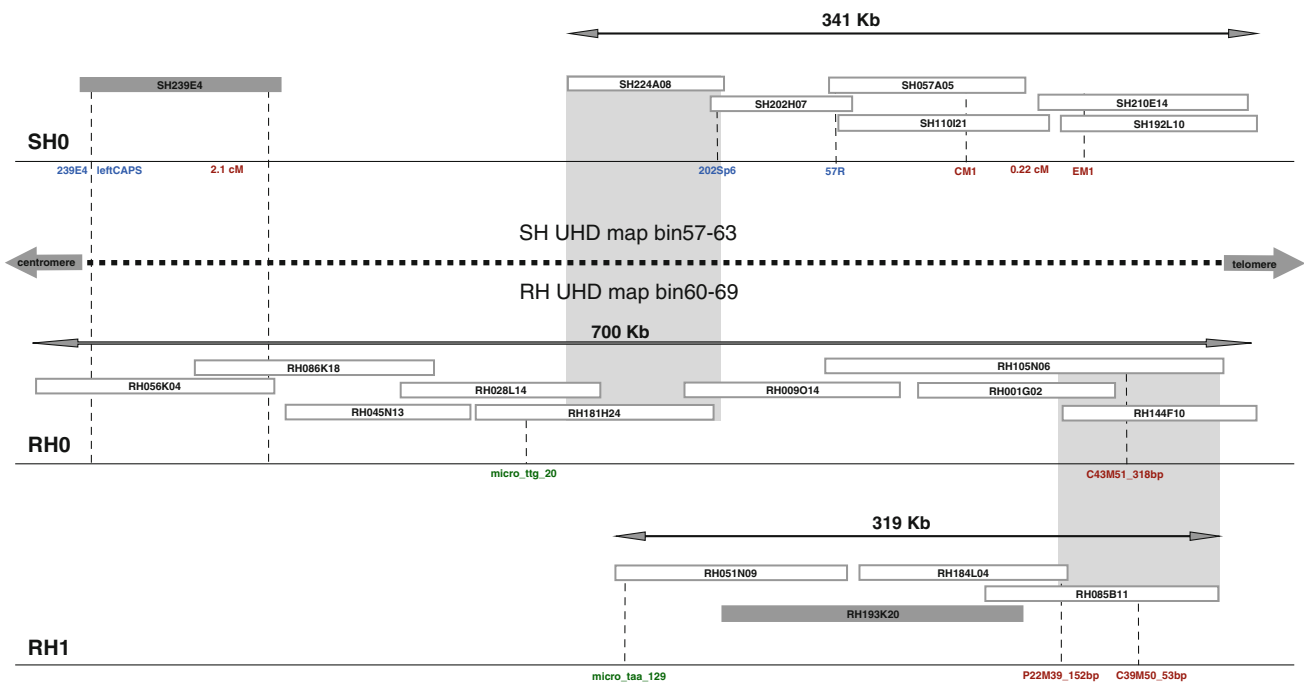 341 Kb
SH239E4
SH224A08
SH057A05
SH202H07
SH210E14
SH110I21
SH192L10
SH0
239E4 leftCAPS
2.1 cM
202Sp6
57R
CM1
0.22 cM
EM1
SH UHD map bin57-63
centromere
telomere
RH UHD map bin60-69
700 Kb
RH086K18
RH105N06
RH056K04
RH028L14
RH009O14
RH001G02
RH045N13
RH181H24
RH144F10
RH0
micro_ttg_20
C43M51_318bp
319 Kb
RH051N09
RH184L04
RH085B11
RH193K20
RH1
micro_taa_129
P22M39_152bp
C39M50_53bp